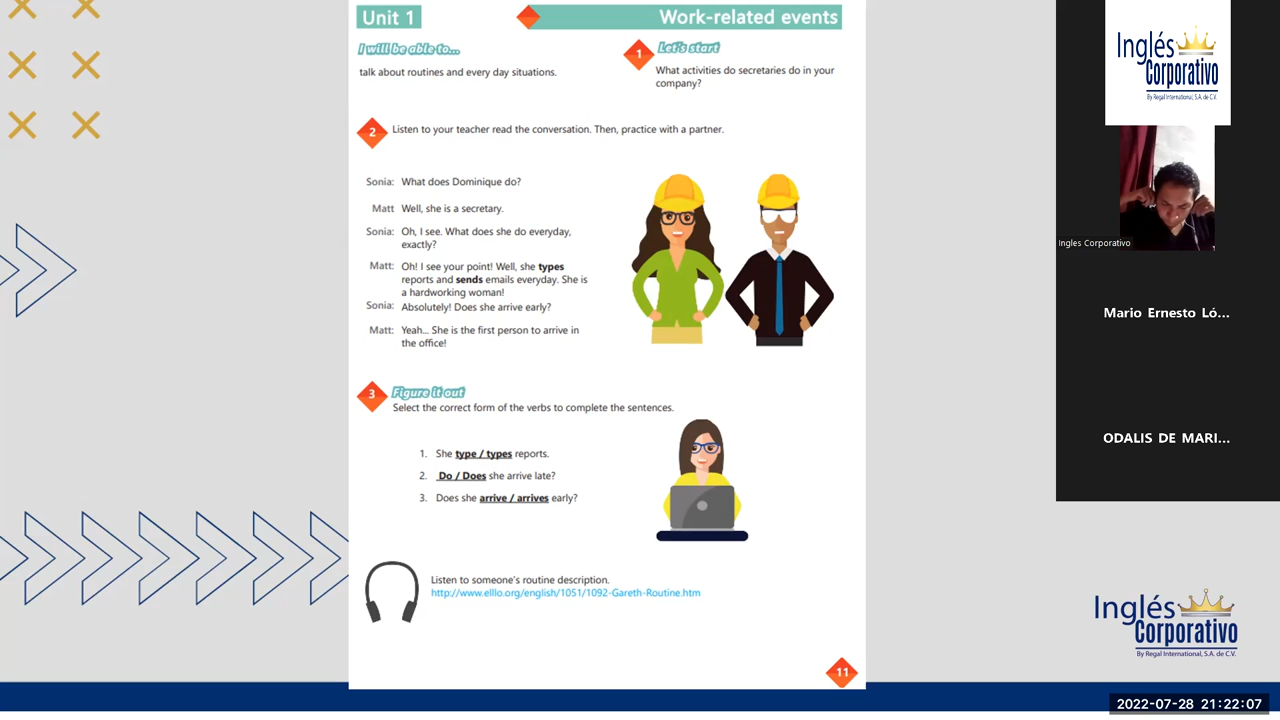 Unit 1
Work-related events
I will be able to...
talk about routines and every day situations.
1
Let's start
What activities do secretaries do in your
company?
2
Listen to your teacher read the conversation. Then, practice with a partner.
Sonia: What does Dominique do?
Matt Well, she is a secretary.
Sonia: Oh, I see. What does she do everyday,
exactly?
Matt: Oh! I see your point! Well, she types
reports and sends emails everyday. She is
a hardworking woman!
Sonia: Absolutely! Does she arrive early?
Matt: Yeah... She is the first person to arrive in
the office!
3
Figure it out
Select the correct form of the verbs to complete the sentences.
1. She type / types reports.
2. Do / Does she arrive late?
3. Does she arrive / arrives early?
Listen to someone's routine description.
http://www.elllo.org/english/1051/1092-Gareth-Routine.htm
11
Inglés
Corporativo
By Regal International, S.A. de C.V.
Ingles Corporativo
Mario Ernesto Ló...
ODALIS DE MARI...
Inglés
Corporativo
By Regal International, S.A. de C.V.
2022-07-28 21:22:07